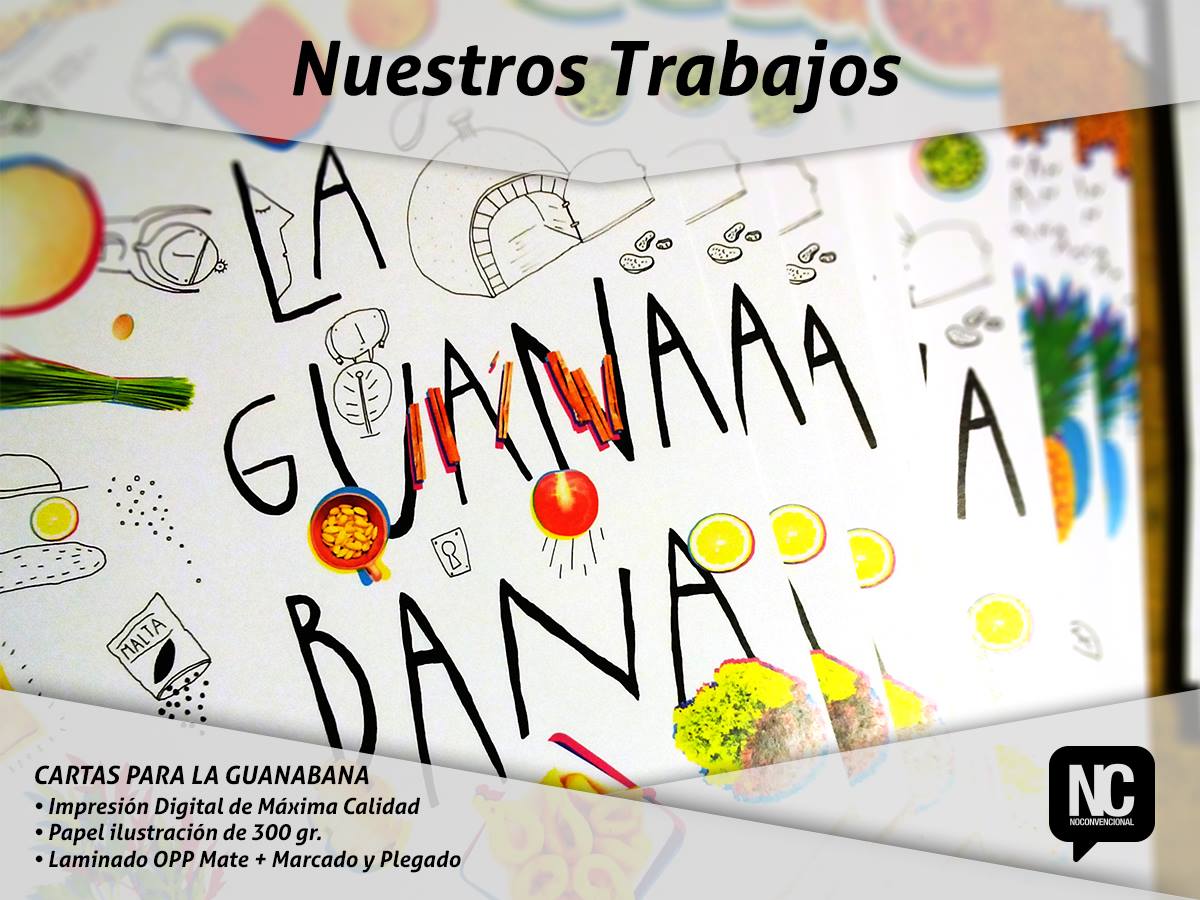 Nuestros Trabajos
LA
GUANAAA 'A
BANA
MALTA
CARTAS PARA LA GUANABANA
• Impresión Digital de Máxima Calidad
• Papel ilustración de 300 gr.
• Laminado OPP Mate + Marcado y Plegado
NC
NOCONVENCIONAL